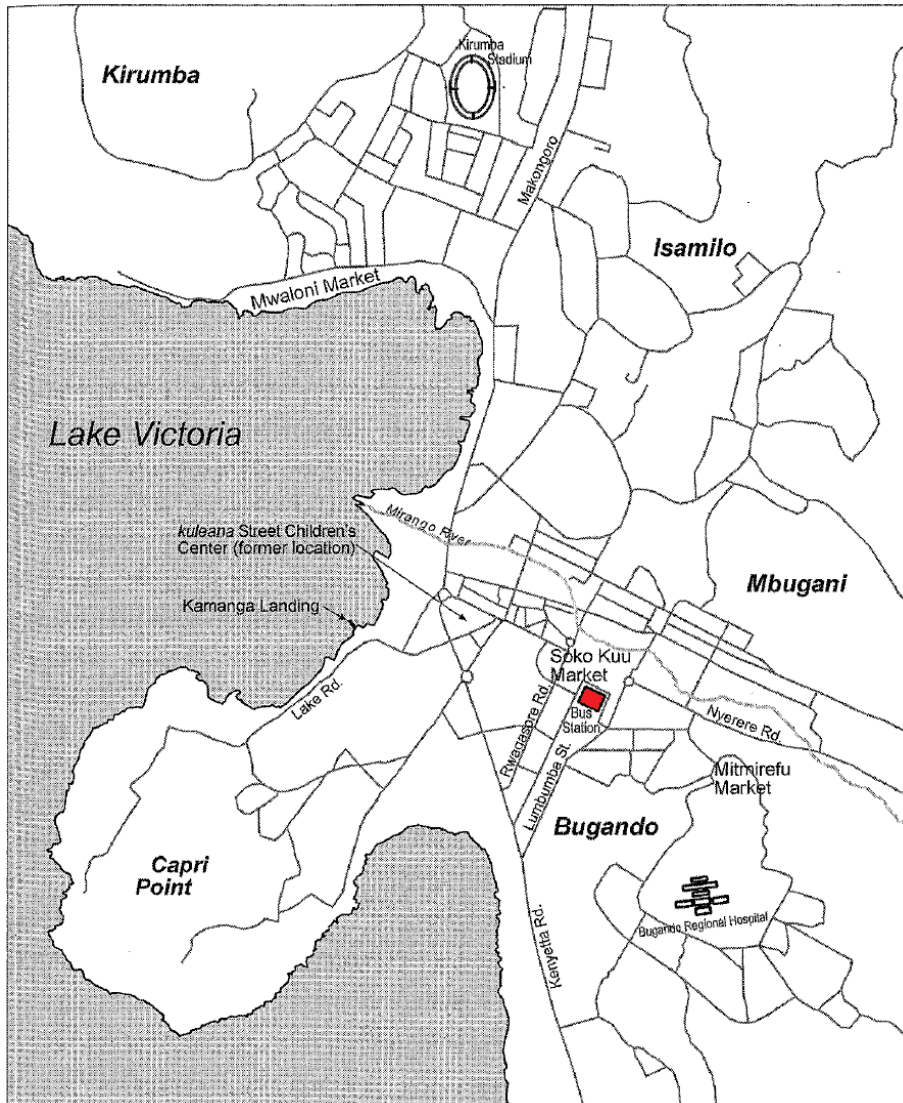 Kirumba
Kirumba
Stadium
Makongoro
Isamilo
Mwaloni Market
Lake Victoria
Mirango River
kuleana Street Children's
Center (former location)
Kamanga Landing
Mbugani
Soko Kuu
Market
Lake Rd.
Rwagasore Rd.
Bus
Station
Nyerere Rd.
Lumbumba St.
Mitmirefu
Market
Bugando
Capri
Point
Bugando Regional Hospital
Kenyetta Rd.